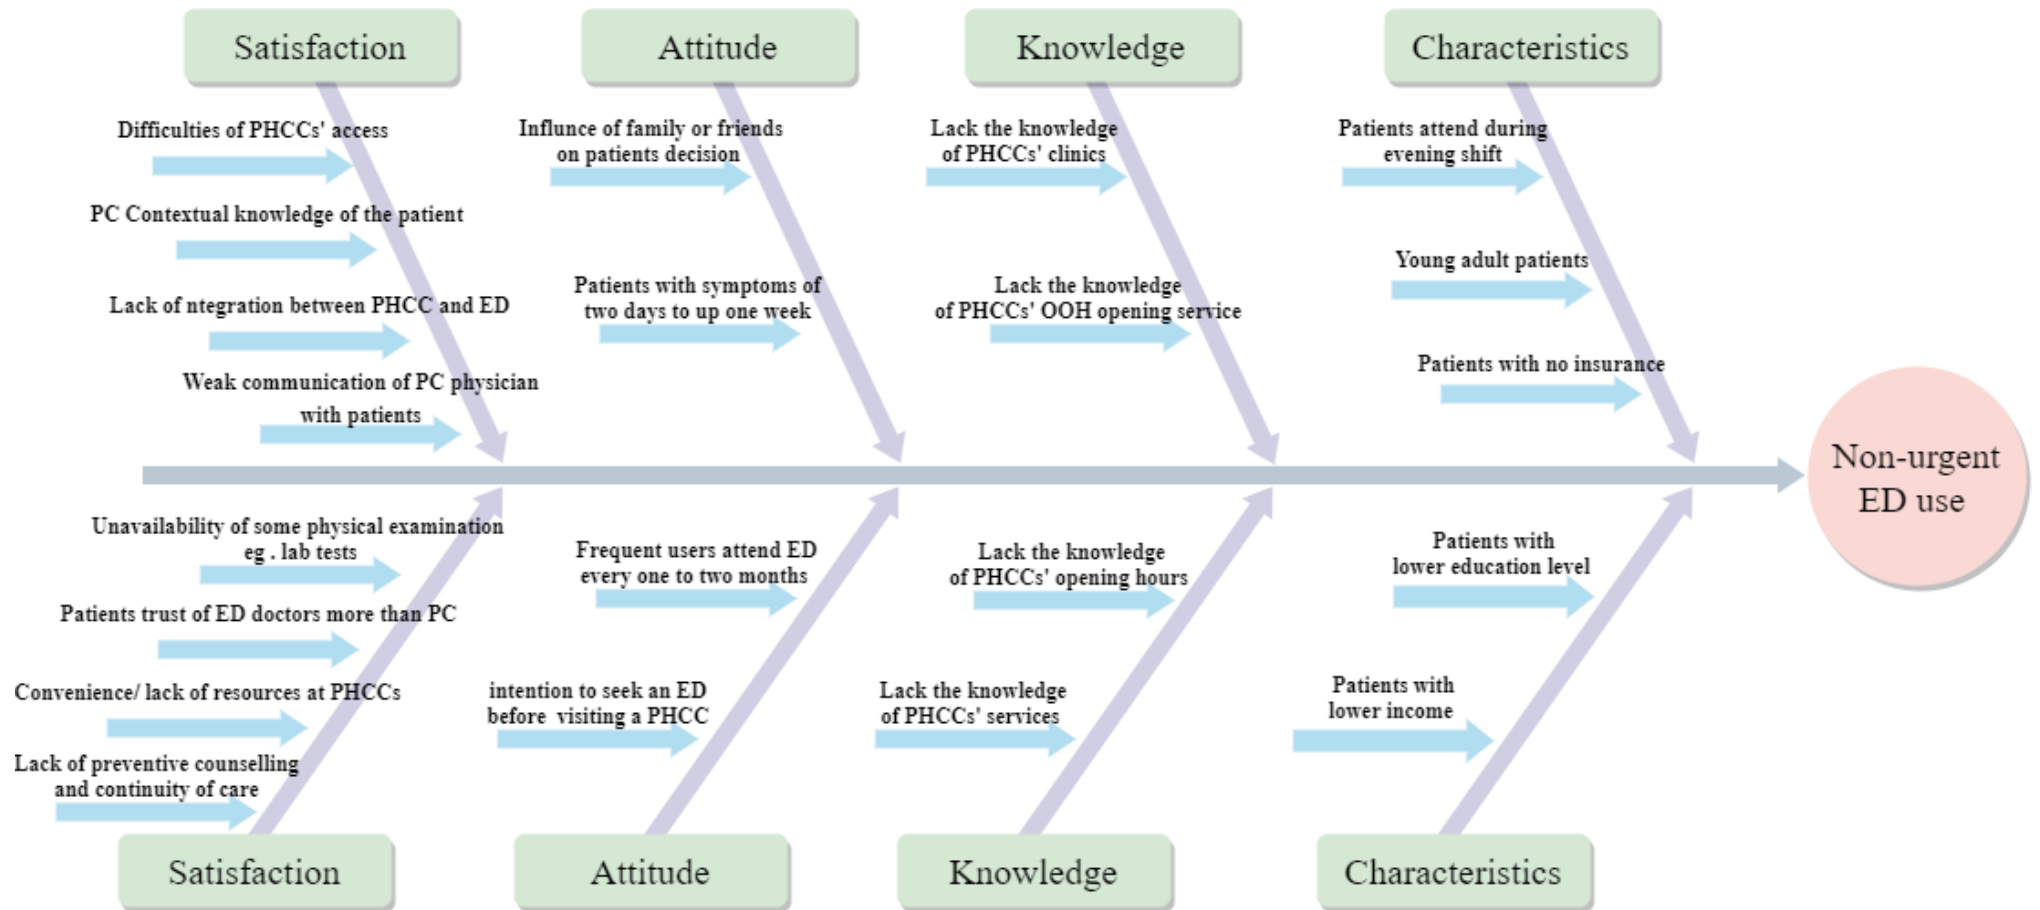 Satisfaction
Attitude
Knowledge
Characteristics
Difficulties of PHCCs' access
PC Contextual knowledge of the patient
Lack of ntegration between PHCC and ED
Weak communication of PC physician
with patients
Influnce of family or friends
on patients decision
Patients with symptoms of
two days to up one week
Lack the knowledge
of PHCCs' clinics
Lack the knowledge
of PHCCs' OOH opening service
Patients attend during
evening shift
Young adult patients
Patients with no insurance
Non-urgent
ED use
Unavailability of some physical examination
eg . lab tests
Patients trust of ED doctors more than PC
Convenience/ lack of resources at PHCCs
Lack of preventive counselling
and continuity of care
Frequent users attend ED
every one to two months
intention to seek an ED
before visiting a PHCC
Lack the knowledge
of PHCCs' opening hours
Lack the knowledge
of PHCCs' services
Patients with
lower education level
Patients with
lower income
Satisfaction
Attitude
Knowledge
Characteristics